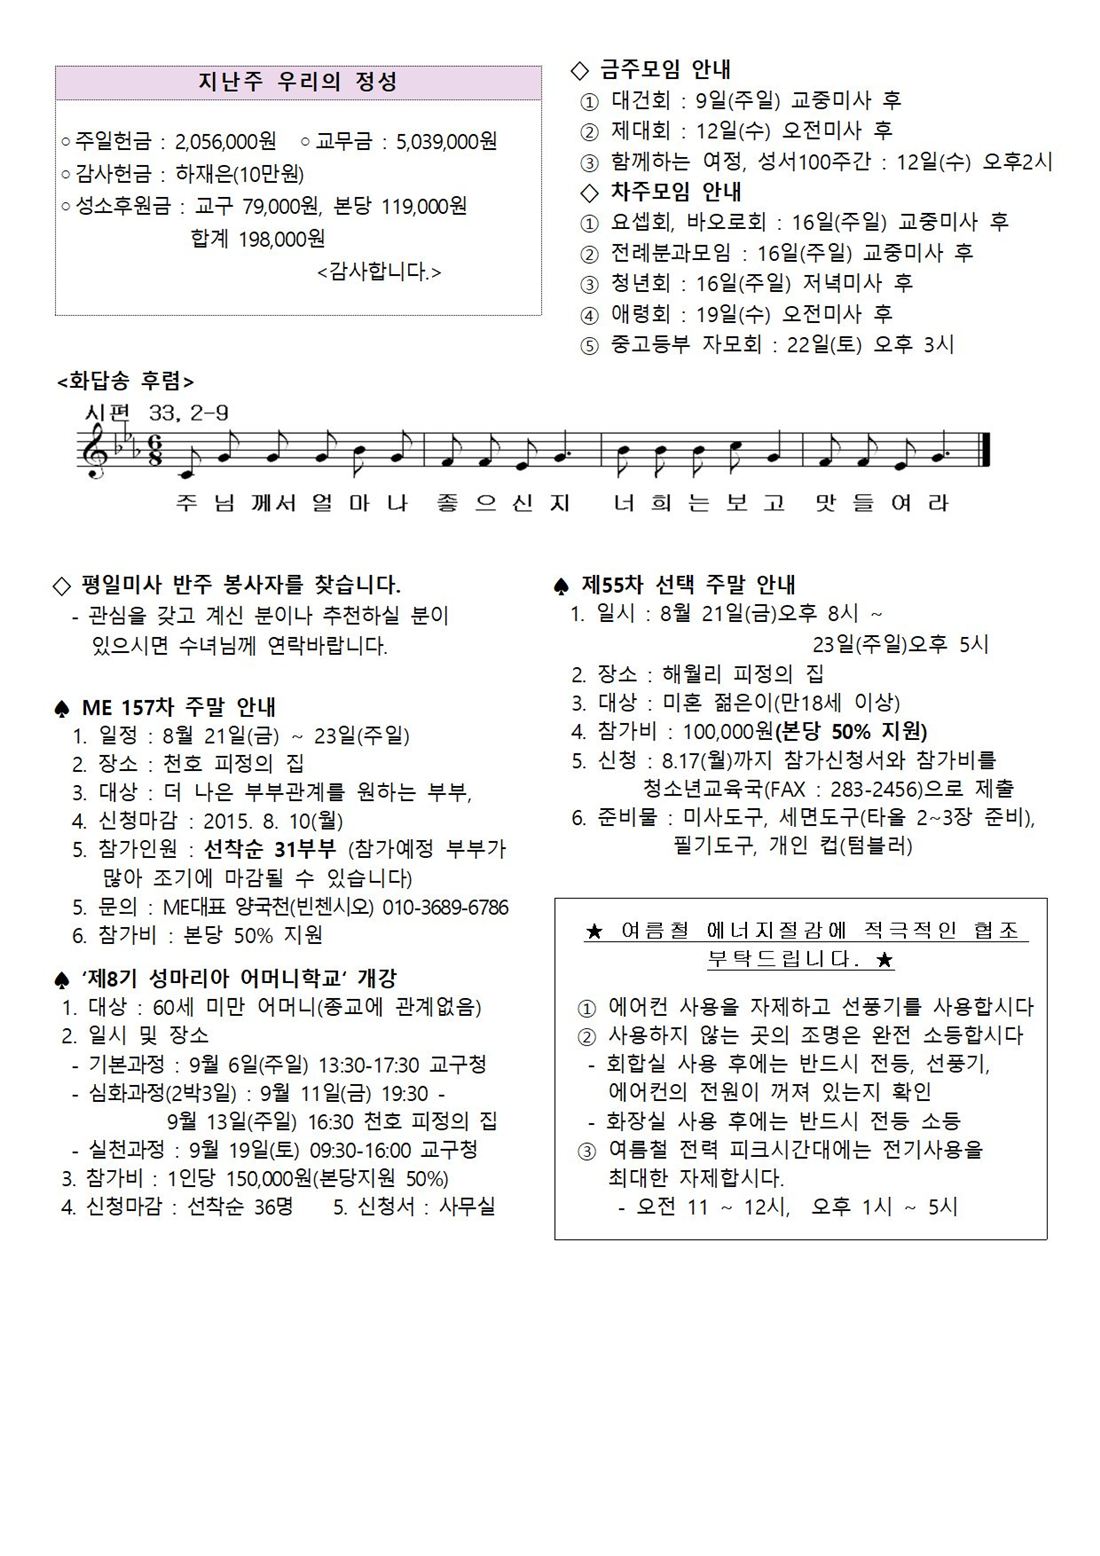 지난주 우리의 정성
○주일헌금 : 2,056,000원 ○교무금 : 5,039,000원
○감사헌금 : 하재은(10만원)
○성소후원금 : 교구 79,000원, 본당 119,000원
합계 198,000원
<감사합니다.>
◇ 금주모임 안내
① 대건회 : 9일(주일) 교중미사 후
② 제대회 : 12일(수) 오전미사 후
③ 함께하는 여정, 성서100주간 : 12일(수) 오후2시
◇ 차주모임 안내
① 요셉회, 바오로회 : 16일(주일) 교중미사 후
② 전례분과모임 : 16일(주일) 교중미사 후
③ 청년회 : 16일(주일) 저녁미사 후
④ 애령회 : 19일(수) 오전미사 후
⑤ 중고등부 자모회 : 22일(토) 오후 3시
<화답송 후렴>
시편 33, 2-9
6
8
주 님 께서 얼 마 나 좋 으 신 지 너 희 는 보 고 맛 들 여 라
◇ 평일미사 반주 봉사자를 찾습니다.
- 관심을 갖고 계신 분이나 추천하실 분이
있으시면 수녀님께 연락바랍니다.
♠ ME 157차 주말 안내
1. 일정 : 8월 21일(금) ~ 23일(주일)
2. 장소 : 천호 피정의 집
3. 대상 : 더 나은 부부관계를 원하는 부부,
4. 신청마감 : 2015. 8. 10(월)
5. 참가인원 : 선착순 31부부 (참가예정 부부가
많아 조기에 마감될 수 있습니다)
5. 문의 : ME대표 양국천(빈첸시오) 010-3689-6786
6. 참가비 : 본당 50% 지원
♠ '제8기 성마리아 어머니학교' 개강
1. 대상 : 60세 미만 어머니(종교에 관계없음)
2. 일시 및 장소
- 기본과정 : 9월 6일(주일) 13:30-17:30 교구청
- 심화과정(2박3일) : 9월 11일(금) 19:30 -
9월 13일(주일) 16:30 천호 피정의 집
- 실천과정 : 9월 19일(토) 09:30-16:00 교구청
3. 참가비 : 1인당 150,000원(본당지원 50%)
4. 신청마감 : 선착순 36명 5. 신청서 : 사무실
♠ 제55차 선택 주말 안내
1. 일시 : 8월 21일(금)오후 8시 ~
23일(주일)오후 5시
2. 장소 : 해월리 피정의 집
3. 대상 : 미혼 젊은이(만18세 이상)
4. 참가비 : 100,000원(본당 50% 지원)
5. 신청 : 8.17(월)까지 참가신청서와 참가비를
청소년교육국(FAX : 283-2456)으로 제출
6. 준비물 : 미사도구, 세면도구(타올 2~3장 준비),
필기도구, 개인 컵(텀블러)
★ 여름철 에너지절감에 적극적인 협조
부탁드립니다. ★
① 에어컨 사용을 자제하고 선풍기를 사용합시다
② 사용하지 않는 곳의 조명은 완전 소등합시다
- 회합실 사용 후에는 반드시 전등, 선풍기,
에어컨의 전원이 꺼져 있는지 확인
- 화장실 사용 후에는 반드시 전등 소등
③ 여름철 전력 피크시간대에는 전기사용을
최대한 자제합시다.
- 오전 11 ~ 12시, 오후 1시 ~ 5시